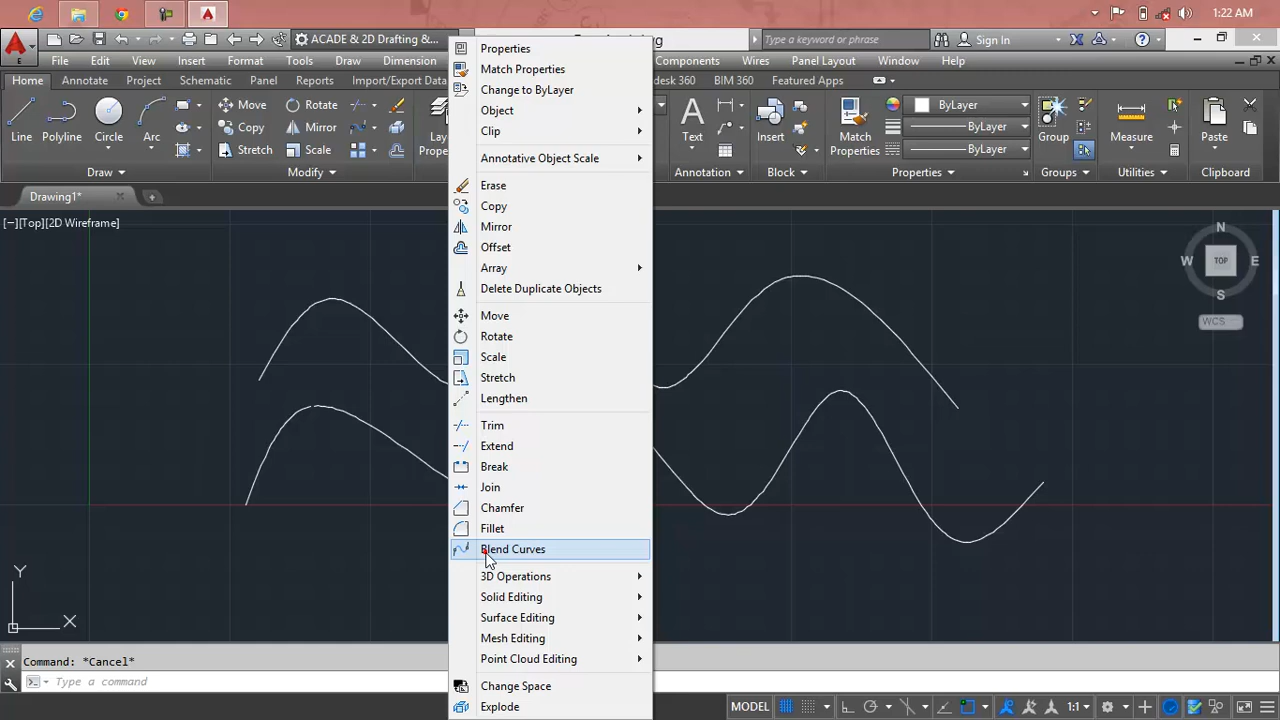 1:22 AM
ACADE & 2D Drafting &...
Type a keyword or phrase
Sign In
Edit View Insert Format Tools Draw Dimension
Components Wires Panel Layout Window Help
Home Annotate Project Schematic Panel Reports Import/Export Data
desk 360 BIM 360 Featured Apps
Line Polyline Circle Arc
Move Rotate
Copy Mirror
Stretch Scale
Text
Insert
Match
Properties
ByLayer
ByLayer
ByLayer
Group
Measure
Paste
Draw Modify Annotation Block Properties Groups Utilities Clipboard
Drawing1*
[−][Top][2D Wireframe]
Properties
Match Properties
Change to ByLayer
Object
Clip
Annotative Object Scale
Erase
Copy
Mirror
Offset
Array
Delete Duplicate Objects
Move
Rotate
Scale
Stretch
Lengthen
Trim
Extend
Break
Join
Chamfer
Fillet
Blend Curves
3D Operations
Solid Editing
Surface Editing
Mesh Editing
Point Cloud Editing
Change Space
Explode
N
W TOP E
S
WCS
Y
X
Command: *Cancel*
Type a command
MODEL
1:1